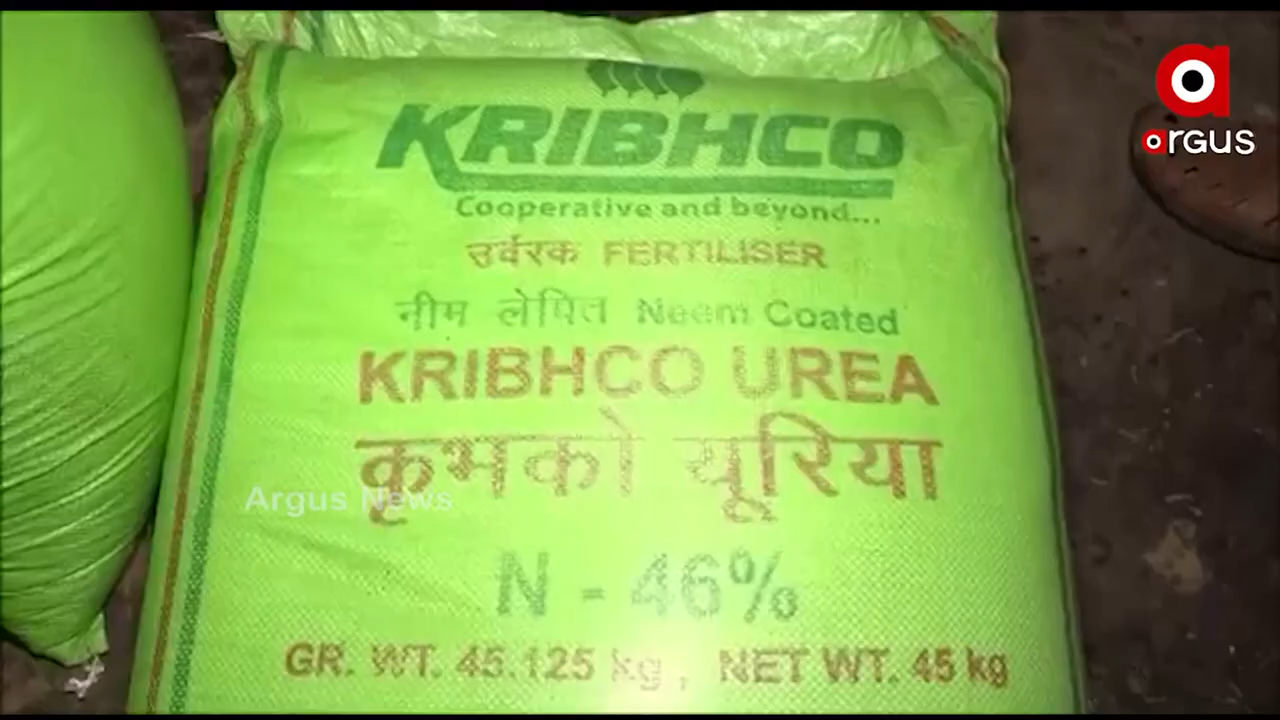 KRIBHCO
Cooperative and beyond...
उर्वरक FERTILISER
नीम लेपित Neem Coated
KRIBHCO UREA
कृभको यूरिया
N - 46%
GR. WT. 45.125 kg, NET WT. 45 kg
argus
Argus News